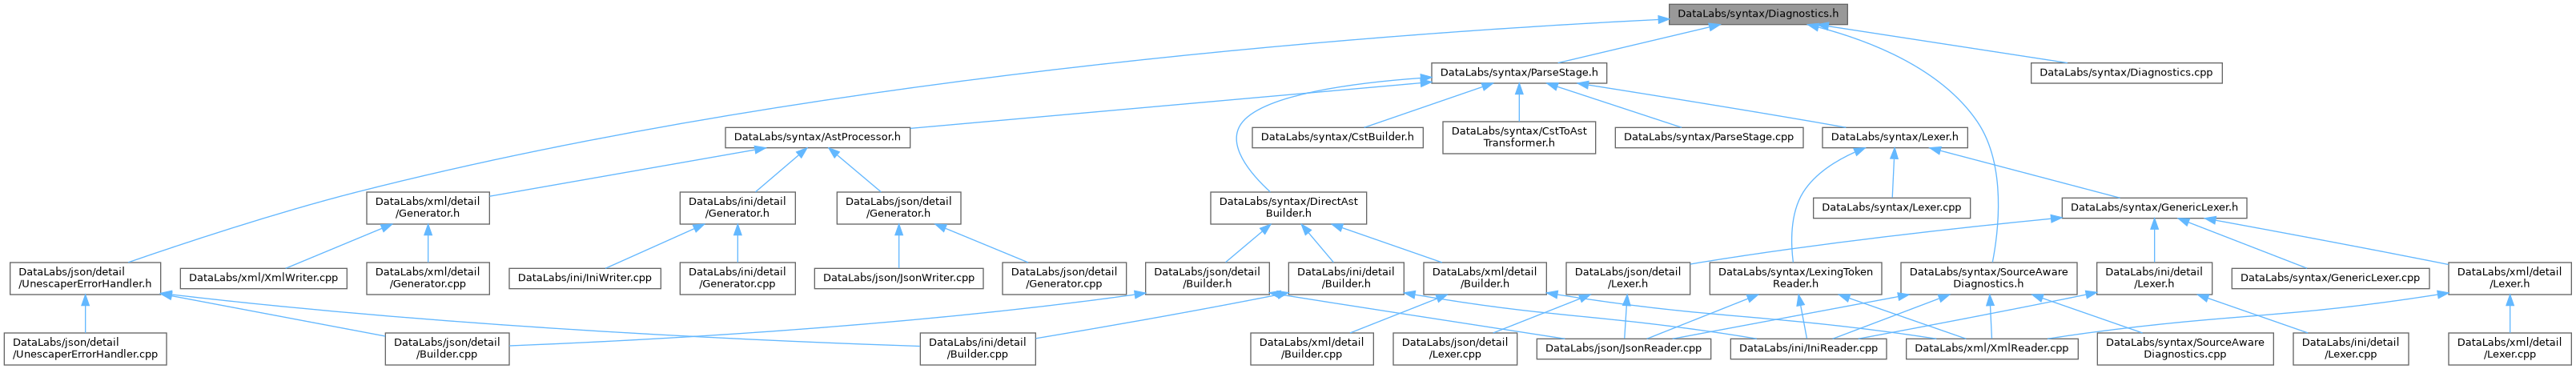 DataLabs/syntax/Diagnostics.h
DataLabs/syntax/ParseStage.h
DataLabs/syntax/Diagnostics.cpp
DataLabs/syntax/AstProcessor.h
DataLabs/syntax/CstBuilder.h
DataLabs/syntax/CstToAst
Transformer.h
DataLabs/syntax/ParseStage.cpp
DataLabs/syntax/Lexer.h
DataLabs/xml/detail
/Generator.h
DataLabs/ini/detail
/Generator.h
DataLabs/json/detail
/Generator.h
DataLabs/syntax/DirectAst
Builder.h
DataLabs/syntax/Lexer.cpp
DataLabs/syntax/GenericLexer.h
DataLabs/json/detail
/UnescaperErrorHandler.h
DataLabs/xml/XmlWriter.cpp
DataLabs/xml/detail
/Generator.cpp
DataLabs/ini/IniWriter.cpp
DataLabs/ini/detail
/Generator.cpp
DataLabs/json/JsonWriter.cpp
DataLabs/json/detail
/Generator.cpp
DataLabs/json/detail
/Builder.h
DataLabs/ini/detail
/Builder.h
DataLabs/xml/detail
/Builder.h
DataLabs/json/detail
/Lexer.h
DataLabs/syntax/LexingToken
Reader.h
DataLabs/syntax/SourceAware
Diagnostics.h
DataLabs/ini/detail
/Lexer.h
DataLabs/syntax/GenericLexer.cpp
DataLabs/xml/detail
/Lexer.h
DataLabs/json/detail
/UnescaperErrorHandler.cpp
DataLabs/json/detail
/Builder.cpp
DataLabs/ini/detail
/Builder.cpp
DataLabs/xml/detail
/Builder.cpp
DataLabs/json/detail
/Lexer.cpp
DataLabs/json/JsonReader.cpp
DataLabs/ini/IniReader.cpp
DataLabs/xml/XmlReader.cpp
DataLabs/syntax/SourceAware
Diagnostics.cpp
DataLabs/ini/detail
/Lexer.cpp
DataLabs/xml/detail
/Lexer.cpp